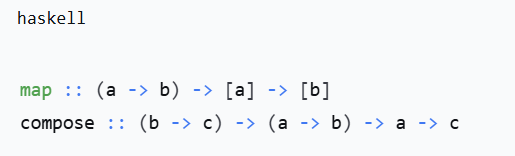 haskell
map :: (a -> b) -> [a] -> [b]
compose :: (b -> c) -> (a -> b) -> a -> c